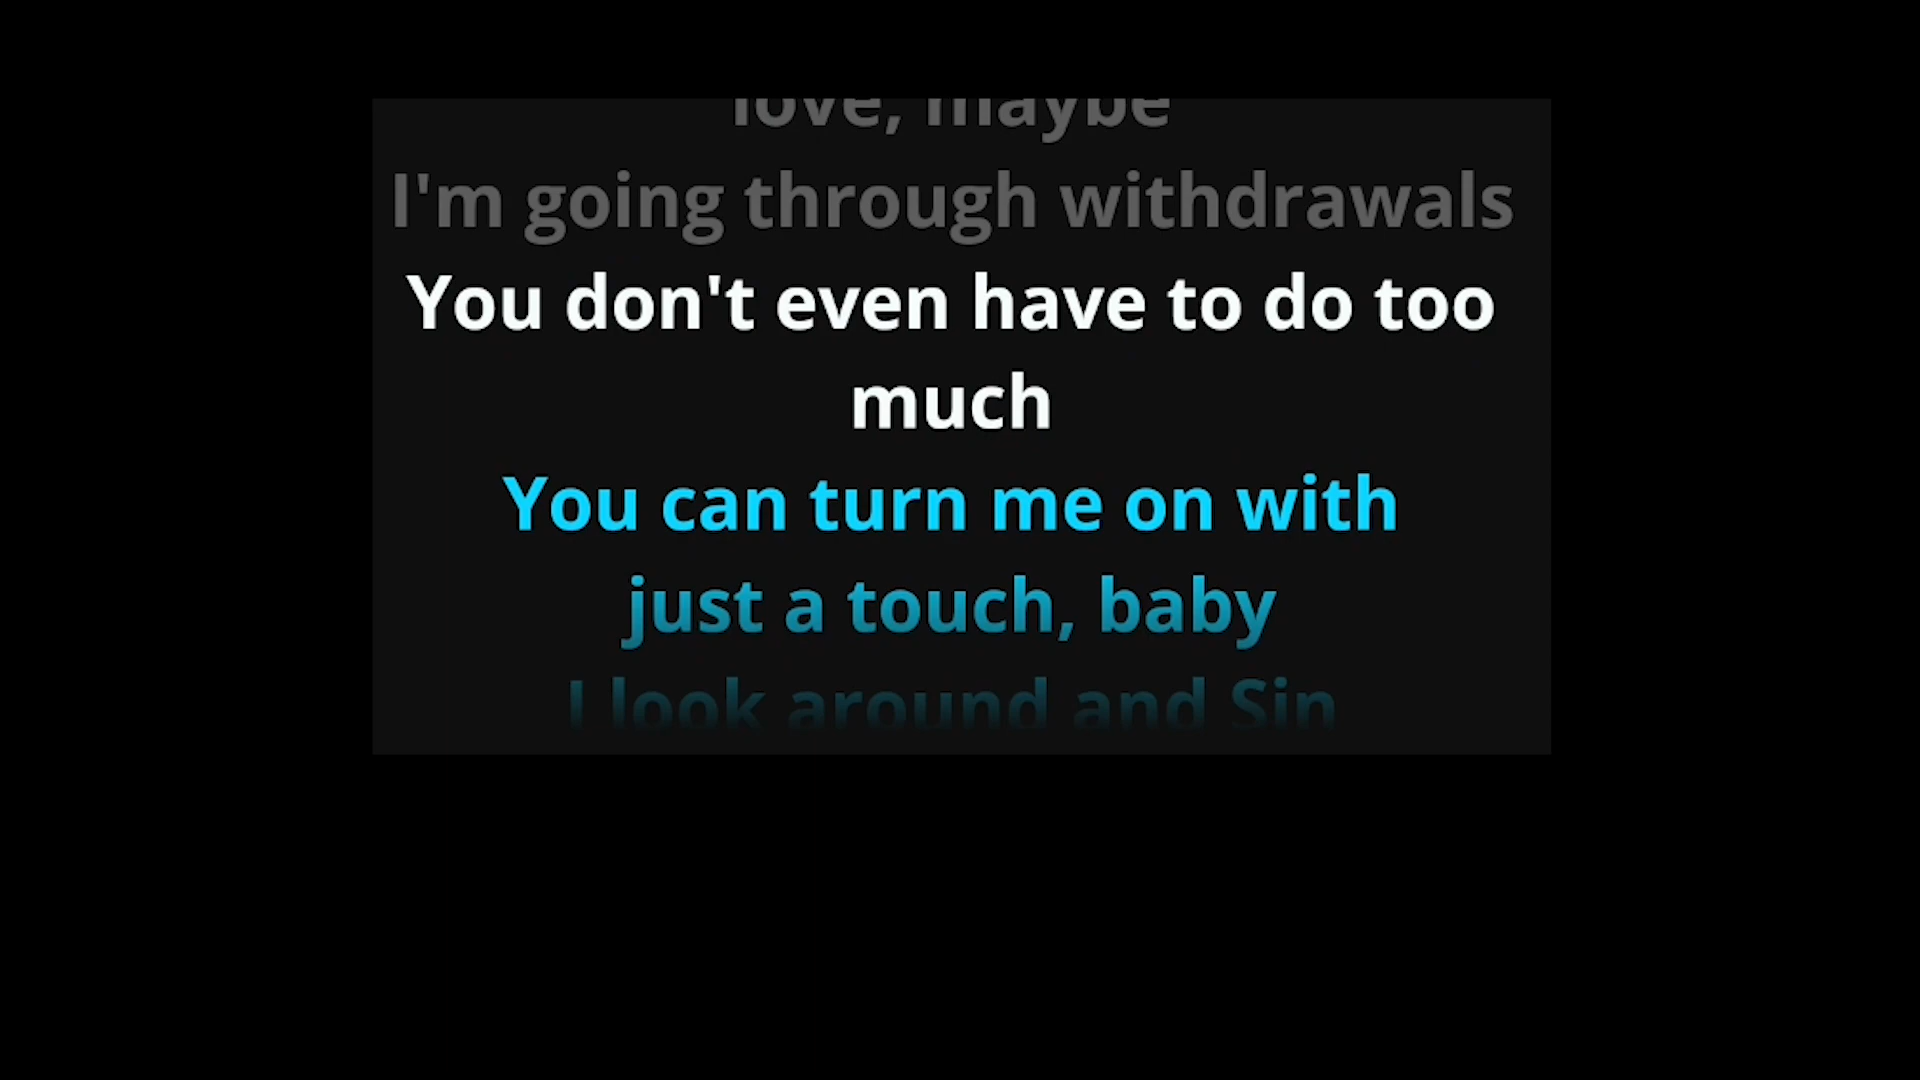 love, maybe
I'm going through withdrawals
You don't even have to do too
much
You can turn me on with
just a touch, baby
I look around and Sin